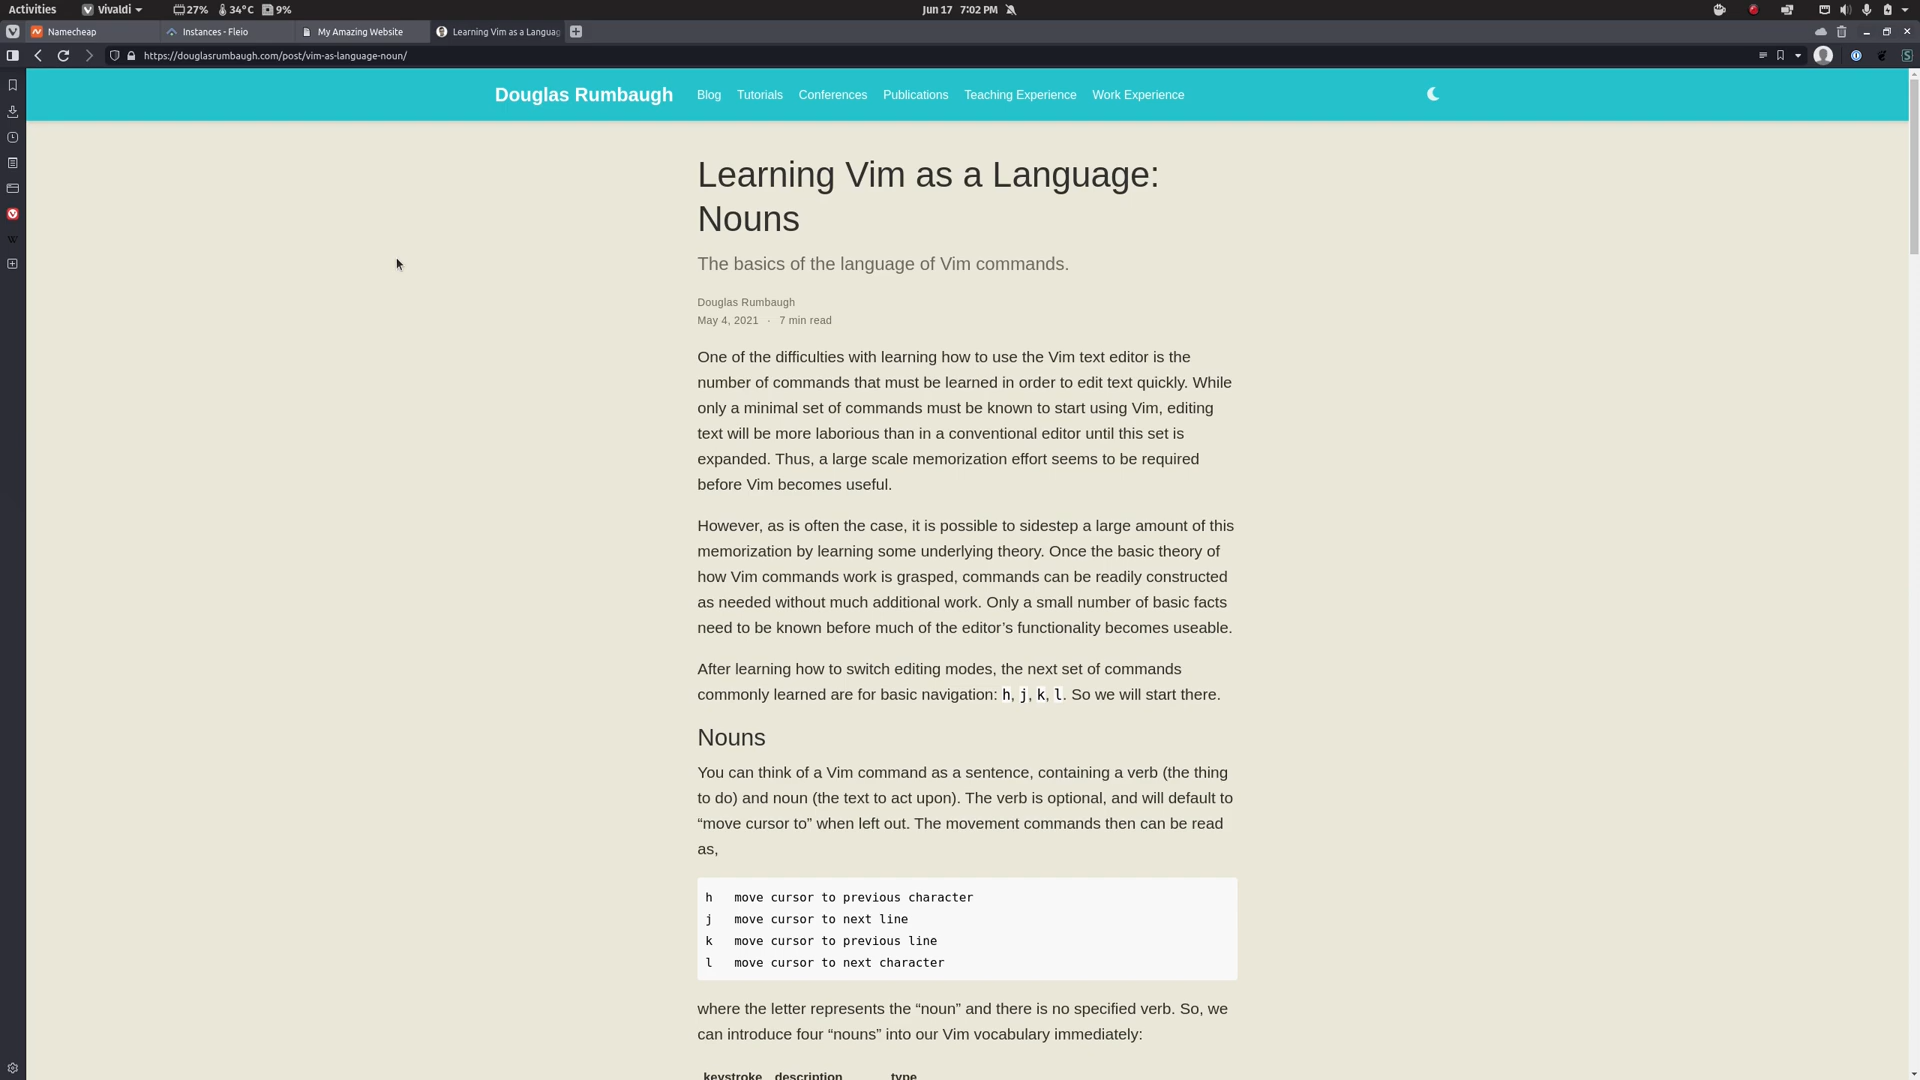 Activities Vivaldi 27% 34°C 9% Jun 17 7:02 PM
Namecheap Instances - Fleio My Amazing Website Learning Vim as a Languag
https://douglasrumbaugh.com/post/vim-as-language-noun/
Douglas Rumbaugh Blog Tutorials Conferences Publications Teaching Experience Work Experience
Learning Vim as a Language:
Nouns
The basics of the language of Vim commands.
Douglas Rumbaugh
May 4, 2021 · 7 min read
One of the difficulties with learning how to use the Vim text editor is the
number of commands that must be learned in order to edit text quickly. While
only a minimal set of commands must be known to start using Vim, editing
text will be more laborious than in a conventional editor until this set is
expanded. Thus, a large scale memorization effort seems to be required
before Vim becomes useful.
However, as is often the case, it is possible to sidestep a large amount of this
memorization by learning some underlying theory. Once the basic theory of
how Vim commands work is grasped, commands can be readily constructed
as needed without much additional work. Only a small number of basic facts
need to be known before much of the editor’s functionality becomes useable.
After learning how to switch editing modes, the next set of commands
commonly learned are for basic navigation: h, j, k, l. So we will start there.
Nouns
You can think of a Vim command as a sentence, containing a verb (the thing
to do) and noun (the text to act upon). The verb is optional, and will default to
“move cursor to” when left out. The movement commands then can be read
as,
h move cursor to previous character
j move cursor to next line
k move cursor to previous line
l move cursor to next character
where the letter represents the “noun” and there is no specified verb. So, we
can introduce four “nouns” into our Vim vocabulary immediately:
keystroke description type